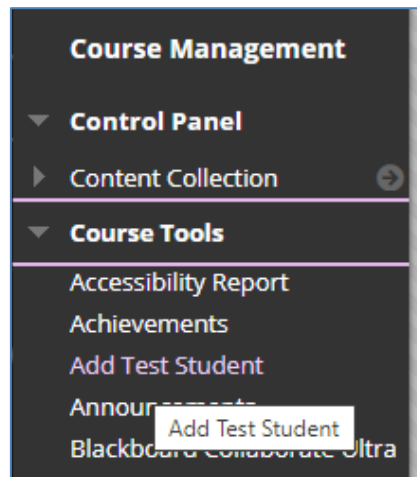 Course Management
Control Panel
Content Collection
Course Tools
Accessibility Report
Achievements
Add Test Student
Announcements
Add Test Student
Blackboard Collaborate Ultra